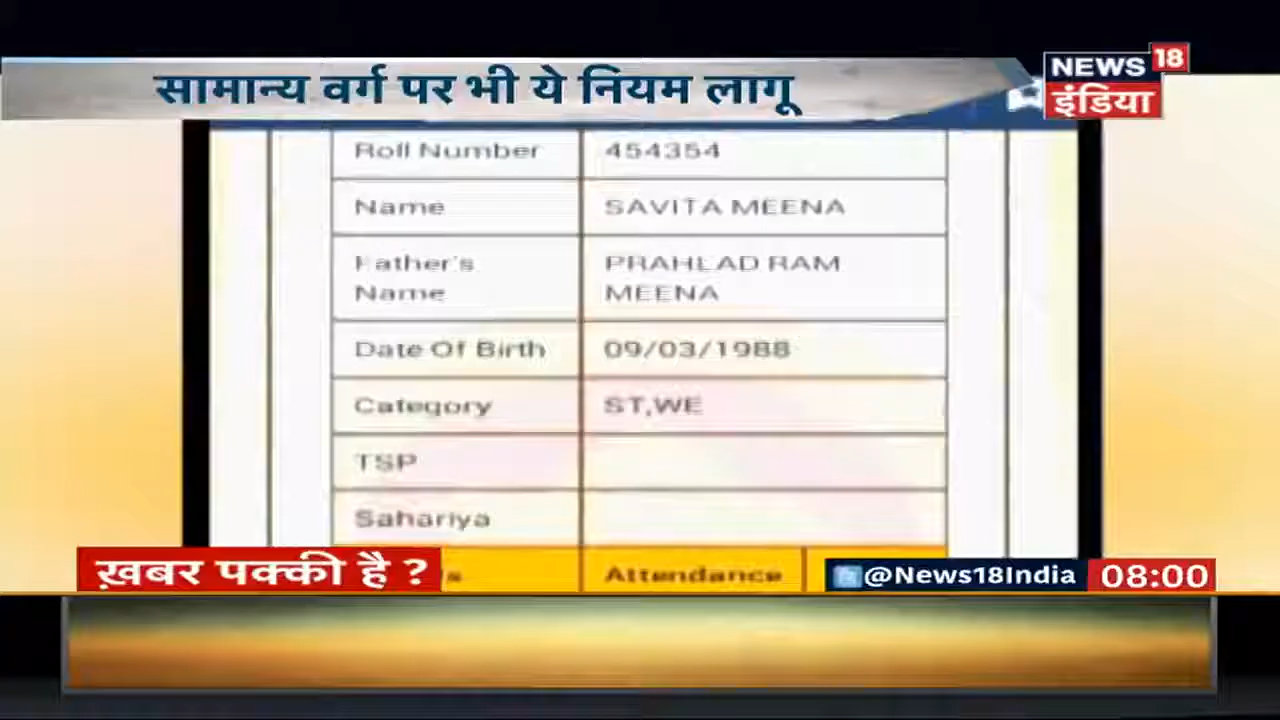 सामान्य वर्ग पर भी ये नियम लागू
NEWS 18
इंडिया
Roll Number 454354
Name SAVITA MEENA
Father's Name PRAHLAD RAM MEENA
Date Of Birth 09/03/1988
Category ST,WE
TSP
Sahariya
Attendance
ख़बर पक्की है ?
@News18India 08:00